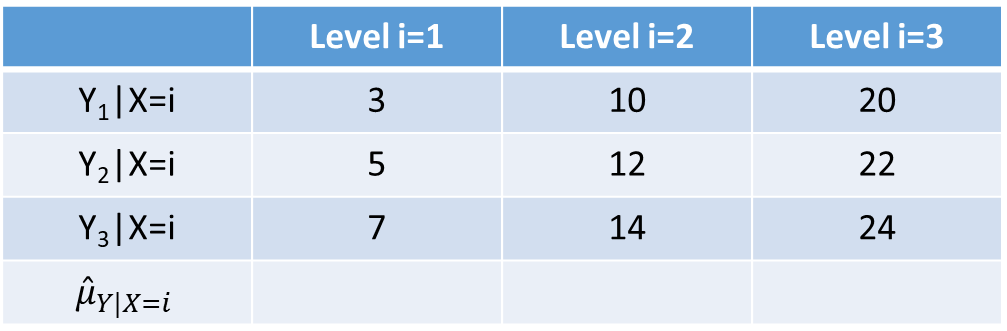 Level i=1 Level i=2 Level i=3
Y₁|X=i 3 10 20
Y₂|X=i 5 12 22
Y₃|X=i 7 14 24
μ̂_{Y|X=i}